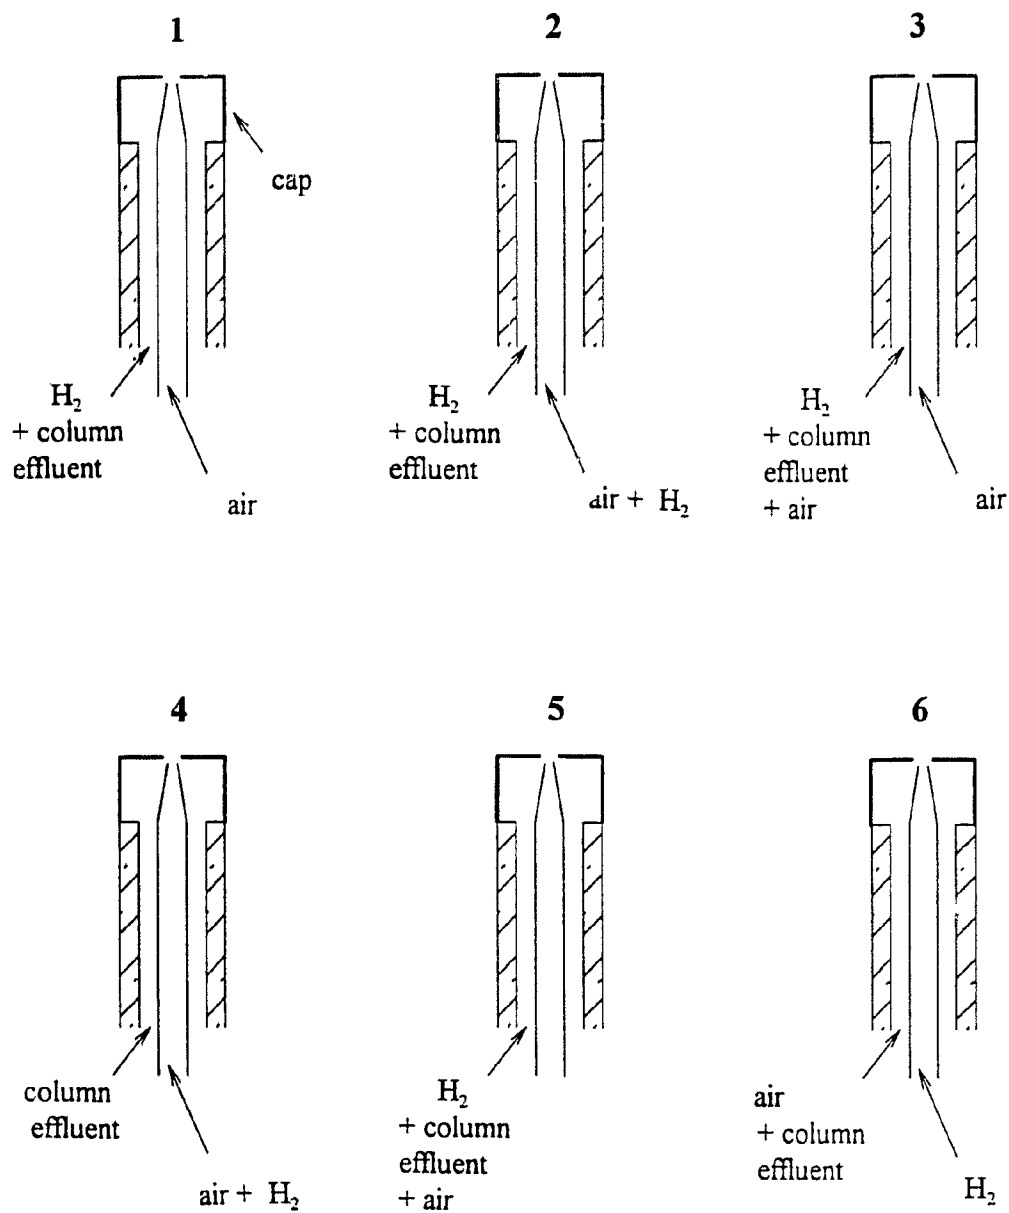 1
2
3
cap
H₂
+ column
effluent
air
H₂
+ column
effluent
air + H₂
H₂
+ column
effluent
+ air
air
4
5
6
column
effluent
air + H₂
H₂
+ column
effluent
+ air
air
+ column
effluent
H₂